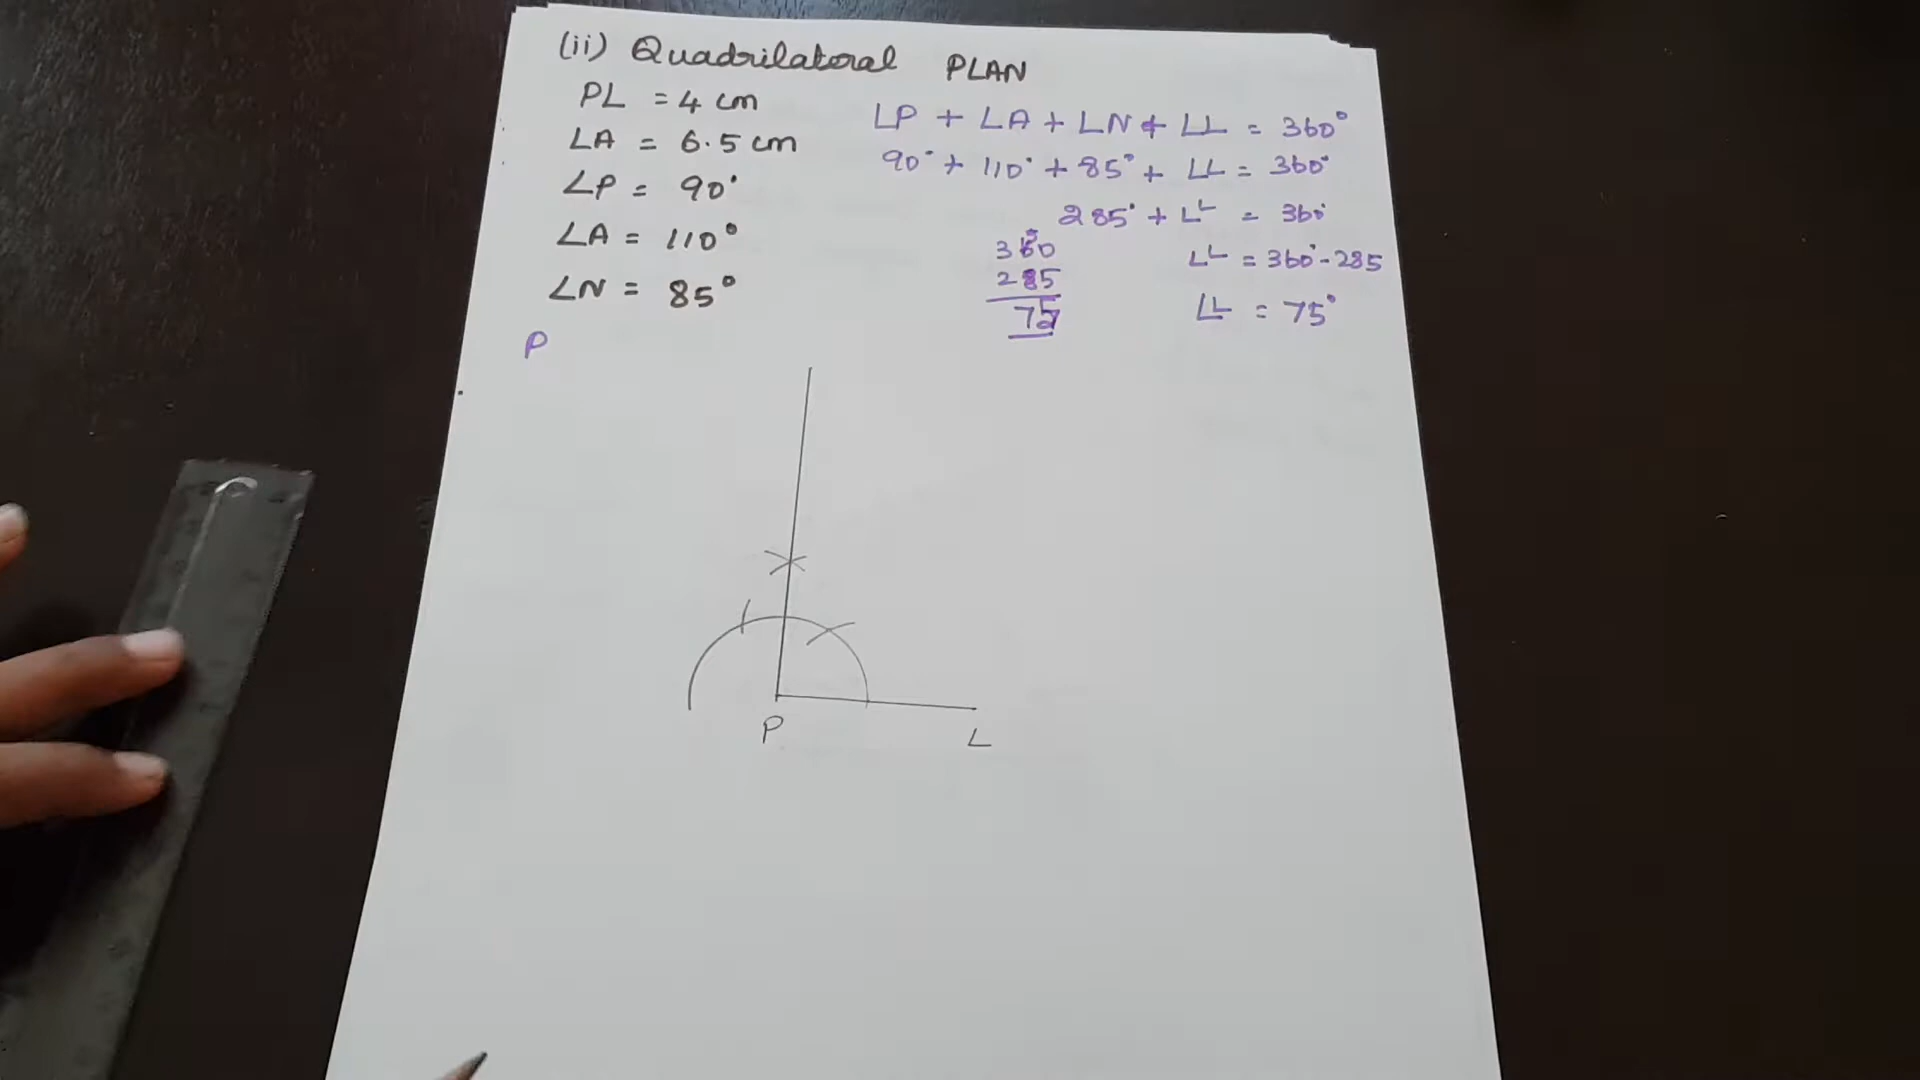 (ii) Quadrilateral PLAN
PL = 4 cm
LA = 6.5 cm
∠P = 90°
∠A = 110°
∠N = 85°
P
∠P + ∠A + ∠N + ∠L = 360°
90° + 110° + 85° + ∠L = 360°
285° + ∠L = 360°
∠L = 360° - 285
∠L = 75°
360
285
75
P
L